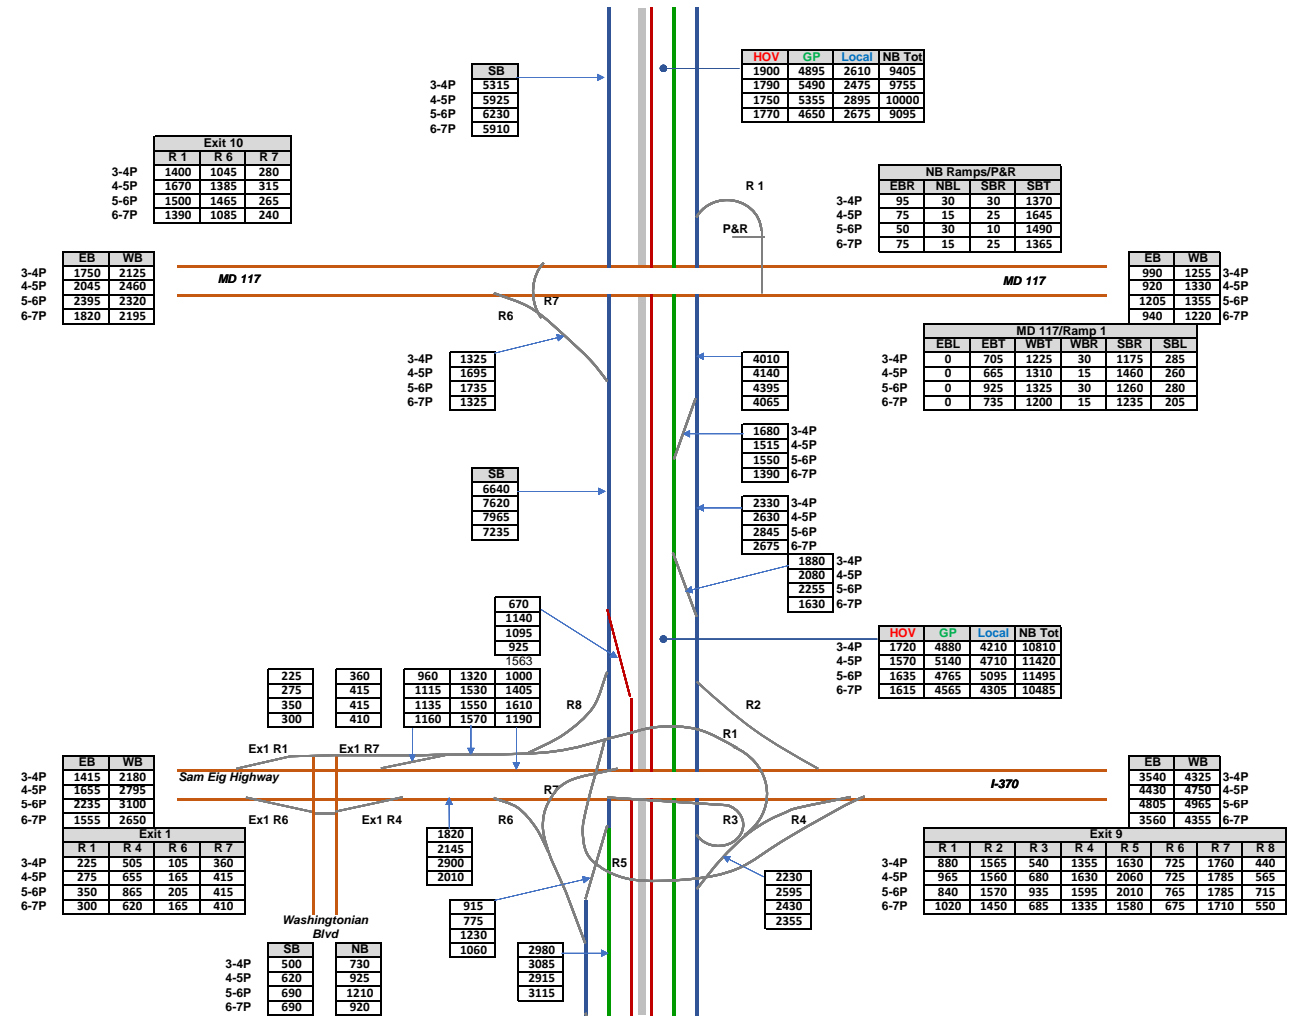 HOV GP Local NB Tot
SB 1900 4895 2610 9405
3-4P 5315 1790 5490 2475 9755
4-5P 5925 1750 5355 2895 10000
5-6P 6230 1770 4650 2675 9095
6-7P 5910
Exit 10
R 1 R 6 R 7
3-4P 1400 1045 280
4-5P 1670 1385 315
5-6P 1500 1465 265
6-7P 1390 1085 240
NB Ramps/P&R
EBR NBL SBR SBT
3-4P 95 30 30 1370
4-5P 75 15 25 1645
5-6P 50 30 10 1490
6-7P 75 15 25 1365
R 1
P&R
EB WB
3-4P 1750 2125
4-5P 2045 2460
5-6P 2395 2320
6-7P 1820 2195
MD 117
MD 117
EB WB
990 1255 3-4P
920 1330 4-5P
1205 1355 5-6P
940 1220 6-7P
R7
R6
MD 117/Ramp 1
EBL EBT WBT WBR SBR SBL
3-4P 0 705 1225 30 1175 285
4-5P 0 665 1310 15 1460 260
5-6P 0 925 1325 30 1260 280
6-7P 0 735 1200 15 1235 205
3-4P 1325
4-5P 1695
5-6P 1735
6-7P 1325
4010
4140
4395
4065
1680 3-4P
1515 4-5P
1550 5-6P
1390 6-7P
SB
6640
7620
7965
7235
2330 3-4P
2630 4-5P
2845 5-6P
2675 6-7P
1880 3-4P
2080 4-5P
2255 5-6P
1630 6-7P
670
1140
1095
925
1563
HOV GP Local NB Tot
3-4P 1720 4880 4210 10810
4-5P 1570 5140 4710 11420
5-6P 1635 4765 5095 11495
6-7P 1615 4565 4305 10485
225 360 960 1320 1000
275 415 1115 1530 1405
350 415 1135 1550 1610
300 410 1160 1570 1190
R8
R2
R1
Ex1 R1
Ex1 R7
EB WB
3-4P 1415 2180
4-5P 1655 2795
5-6P 2235 3100
6-7P 1555 2650
Sam Eig Highway
I-370
EB WB
3540 4325 3-4P
4430 4750 4-5P
4805 4965 5-6P
3560 4355 6-7P
R7
Ex1 R6
Ex1 R4
R6
R3
R4
R5
Exit 1
R 1 R 4 R 6 R 7
3-4P 225 505 105 360
4-5P 275 655 165 415
5-6P 350 865 205 415
6-7P 300 620 165 410
1820
2145
2900
2010
Exit 9
R 1 R 2 R 3 R 4 R 5 R 6 R 7 R 8
3-4P 880 1565 540 1355 1630 725 1760 440
4-5P 965 1560 680 1630 2060 725 1785 565
5-6P 840 1570 935 1595 2010 765 1785 715
6-7P 1020 1450 685 1335 1580 675 1710 550
2230
2595
2430
2355
915
775
1230
1060
Washingtonian
Blvd
SB NB
3-4P 500 730
4-5P 620 925
5-6P 690 1210
6-7P 690 920
2980
3085
2915
3115